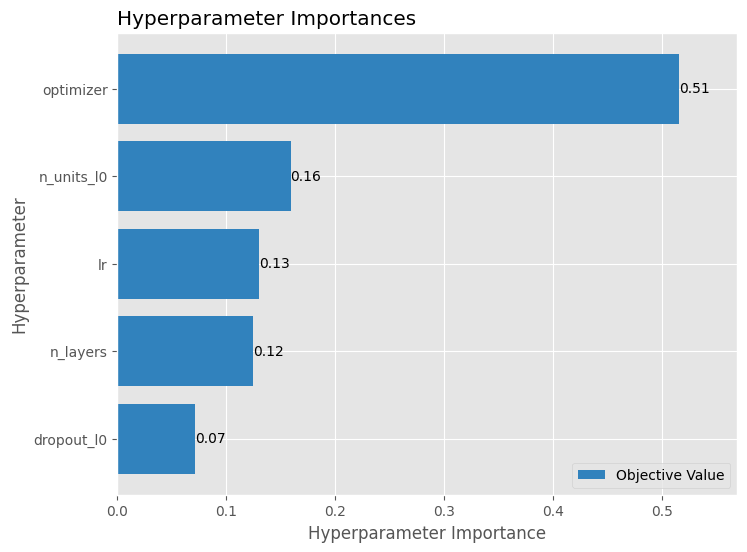 Hyperparameter Importances
optimizer
0.51
n_units_l0
0.16
lr
0.13
n_layers
0.12
dropout_l0
0.07
Hyperparameter
Objective Value
0.0 0.1 0.2 0.3 0.4 0.5
Hyperparameter Importance